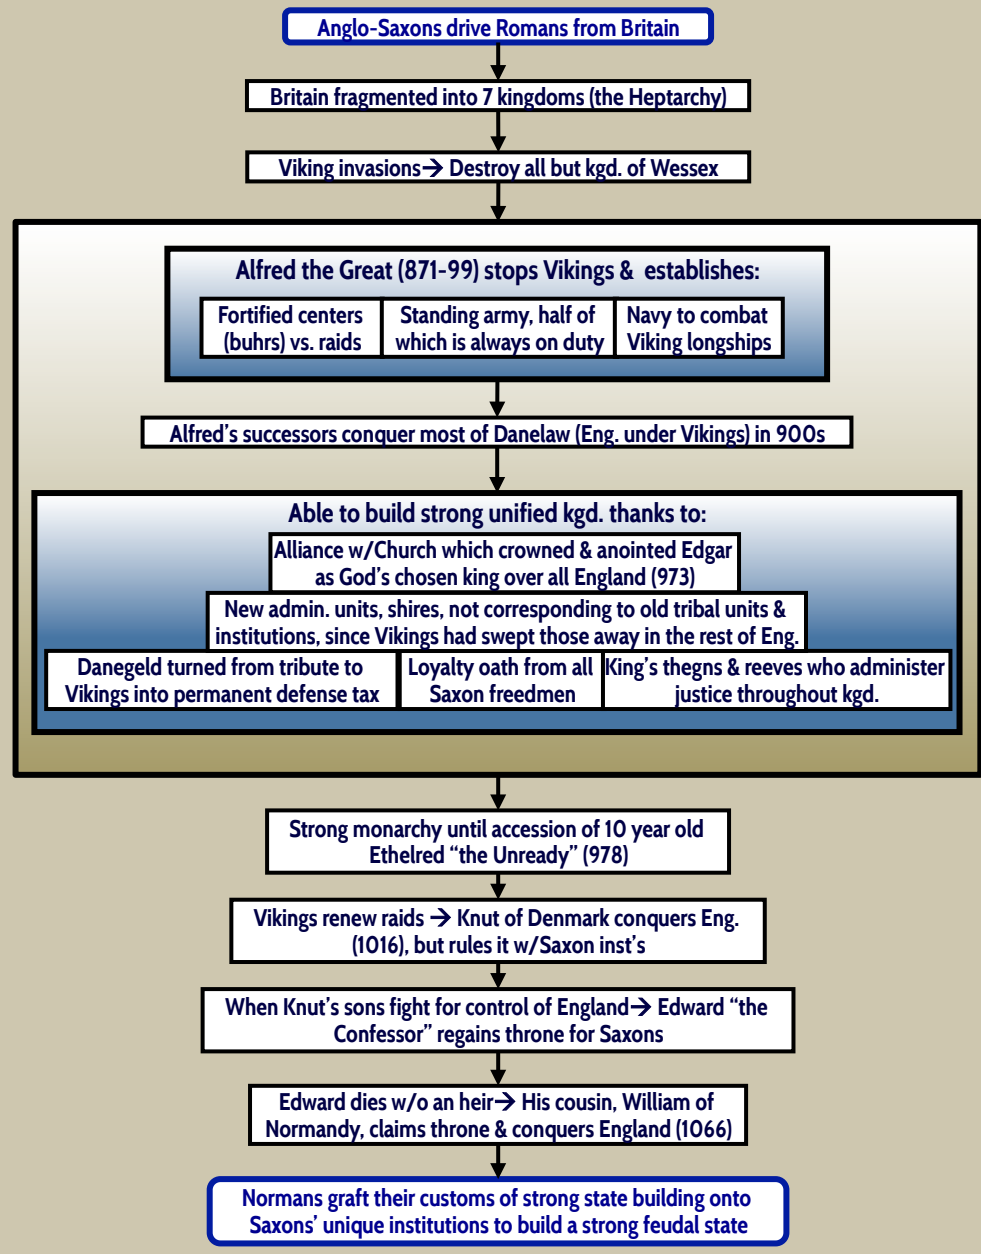 Anglo-Saxons drive Romans from Britain
Britain fragmented into 7 kingdoms (the Heptarchy)
Viking invasions→ Destroy all but kgd. of Wessex
Alfred the Great (871-99) stops Vikings & establishes:
Fortified centers
(buhrs) vs. raids
Standing army, half of
which is always on duty
Navy to combat
Viking longships
Alfred's successors conquer most of Danelaw (Eng. under Vikings) in 900s
Able to build strong unified kgd. thanks to:
Alliance w/Church which crowned & anointed Edgar
as God's chosen king over all England (973)
New admin. units, shires, not corresponding to old tribal units &
institutions, since Vikings had swept those away in the rest of Eng.
Danegeld turned from tribute to
Vikings into permanent defense tax
Loyalty oath from all
Saxon freedmen
King's thegns & reeves who administer
justice throughout kgd.
Strong monarchy until accession of 10 year old
Ethelred “the Unready” (978)
Vikings renew raids → Knut of Denmark conquers Eng.
(1016), but rules it w/Saxon inst's
When Knut's sons fight for control of England→ Edward “the
Confessor” regains throne for Saxons
Edward dies w/o an heir→ His cousin, William of
Normandy, claims throne & conquers England (1066)
Normans graft their customs of strong state building onto
Saxons' unique institutions to build a strong feudal state